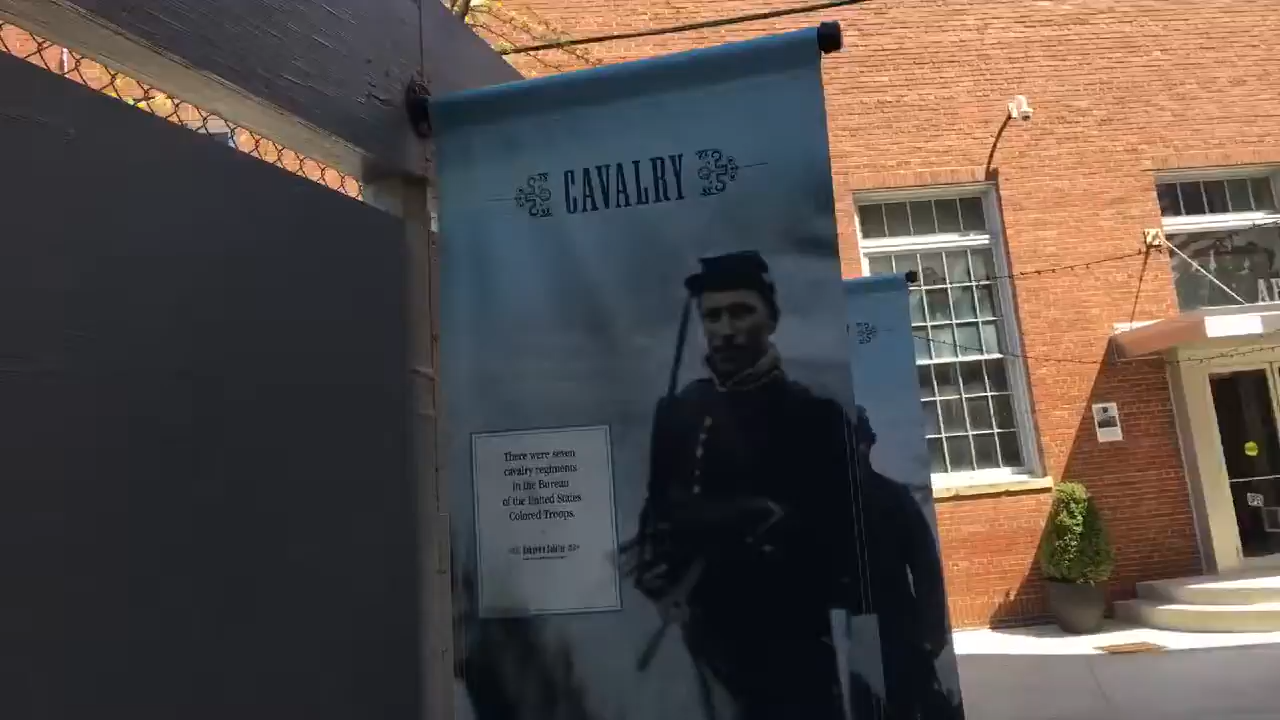 CAVALRY
There were seven
cavalry regiments
in the Bureau
of the United States
Colored Troops.